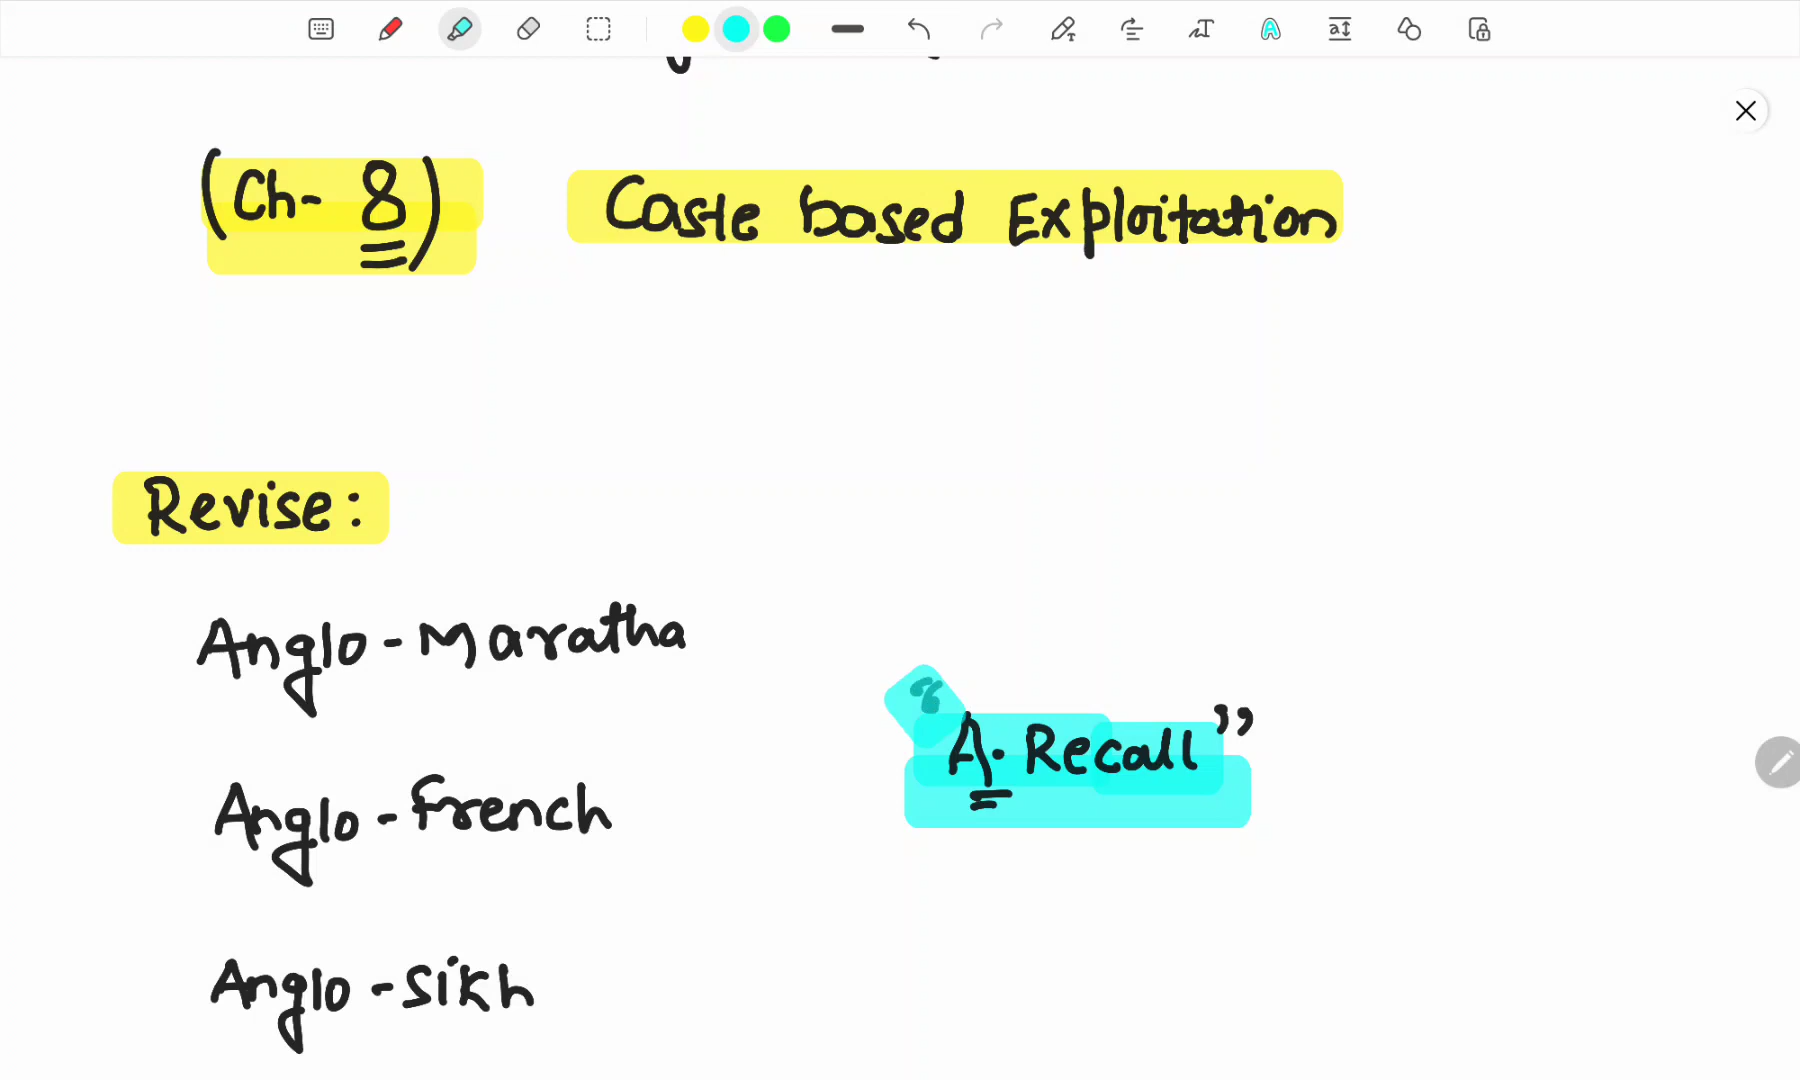 (Ch- 8) Caste based Exploitation
Revise:
Anglo - Maratha
"A. Recall"
Anglo - French
Anglo - Sikh